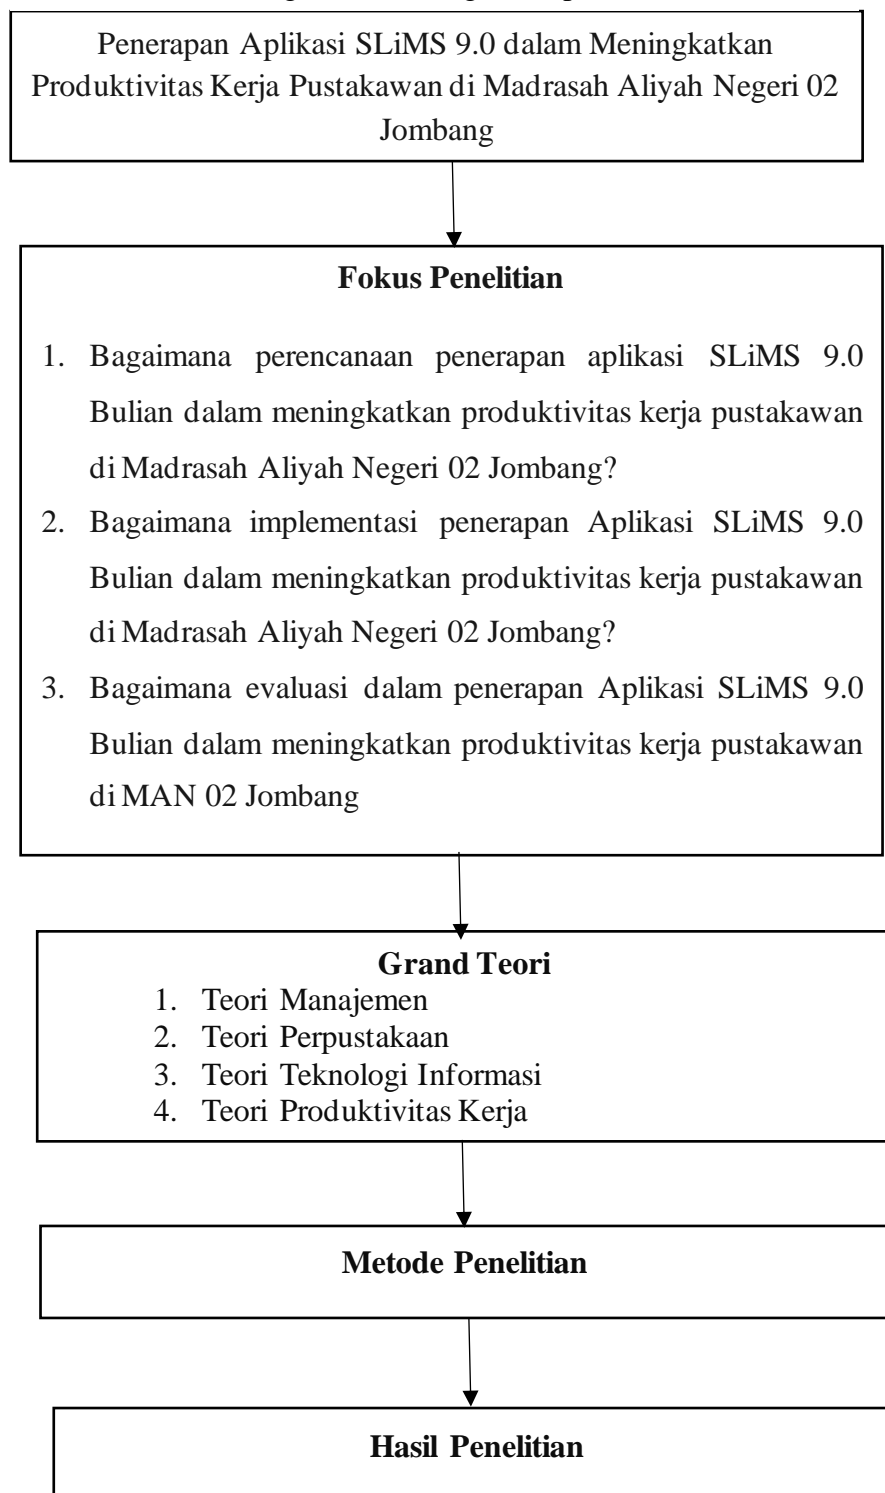 Penerapan Aplikasi SLiMS 9.0 dalam Meningkatkan
Produktivitas Kerja Pustakawan di Madrasah Aliyah Negeri 02
Jombang
Fokus Penelitian
1. Bagaimana perencanaan penerapan aplikasi SLiMS 9.0
Bulian dalam meningkatkan produktivitas kerja pustakawan
di Madrasah Aliyah Negeri 02 Jombang?
2. Bagaimana implementasi penerapan Aplikasi SLiMS 9.0
Bulian dalam meningkatkan produktivitas kerja pustakawan
di Madrasah Aliyah Negeri 02 Jombang?
3. Bagaimana evaluasi dalam penerapan Aplikasi SLiMS 9.0
Bulian dalam meningkatkan produktivitas kerja pustakawan
di MAN 02 Jombang
Grand Teori
1. Teori Manajemen
2. Teori Perpustakaan
3. Teori Teknologi Informasi
4. Teori Produktivitas Kerja
Metode Penelitian
Hasil Penelitian